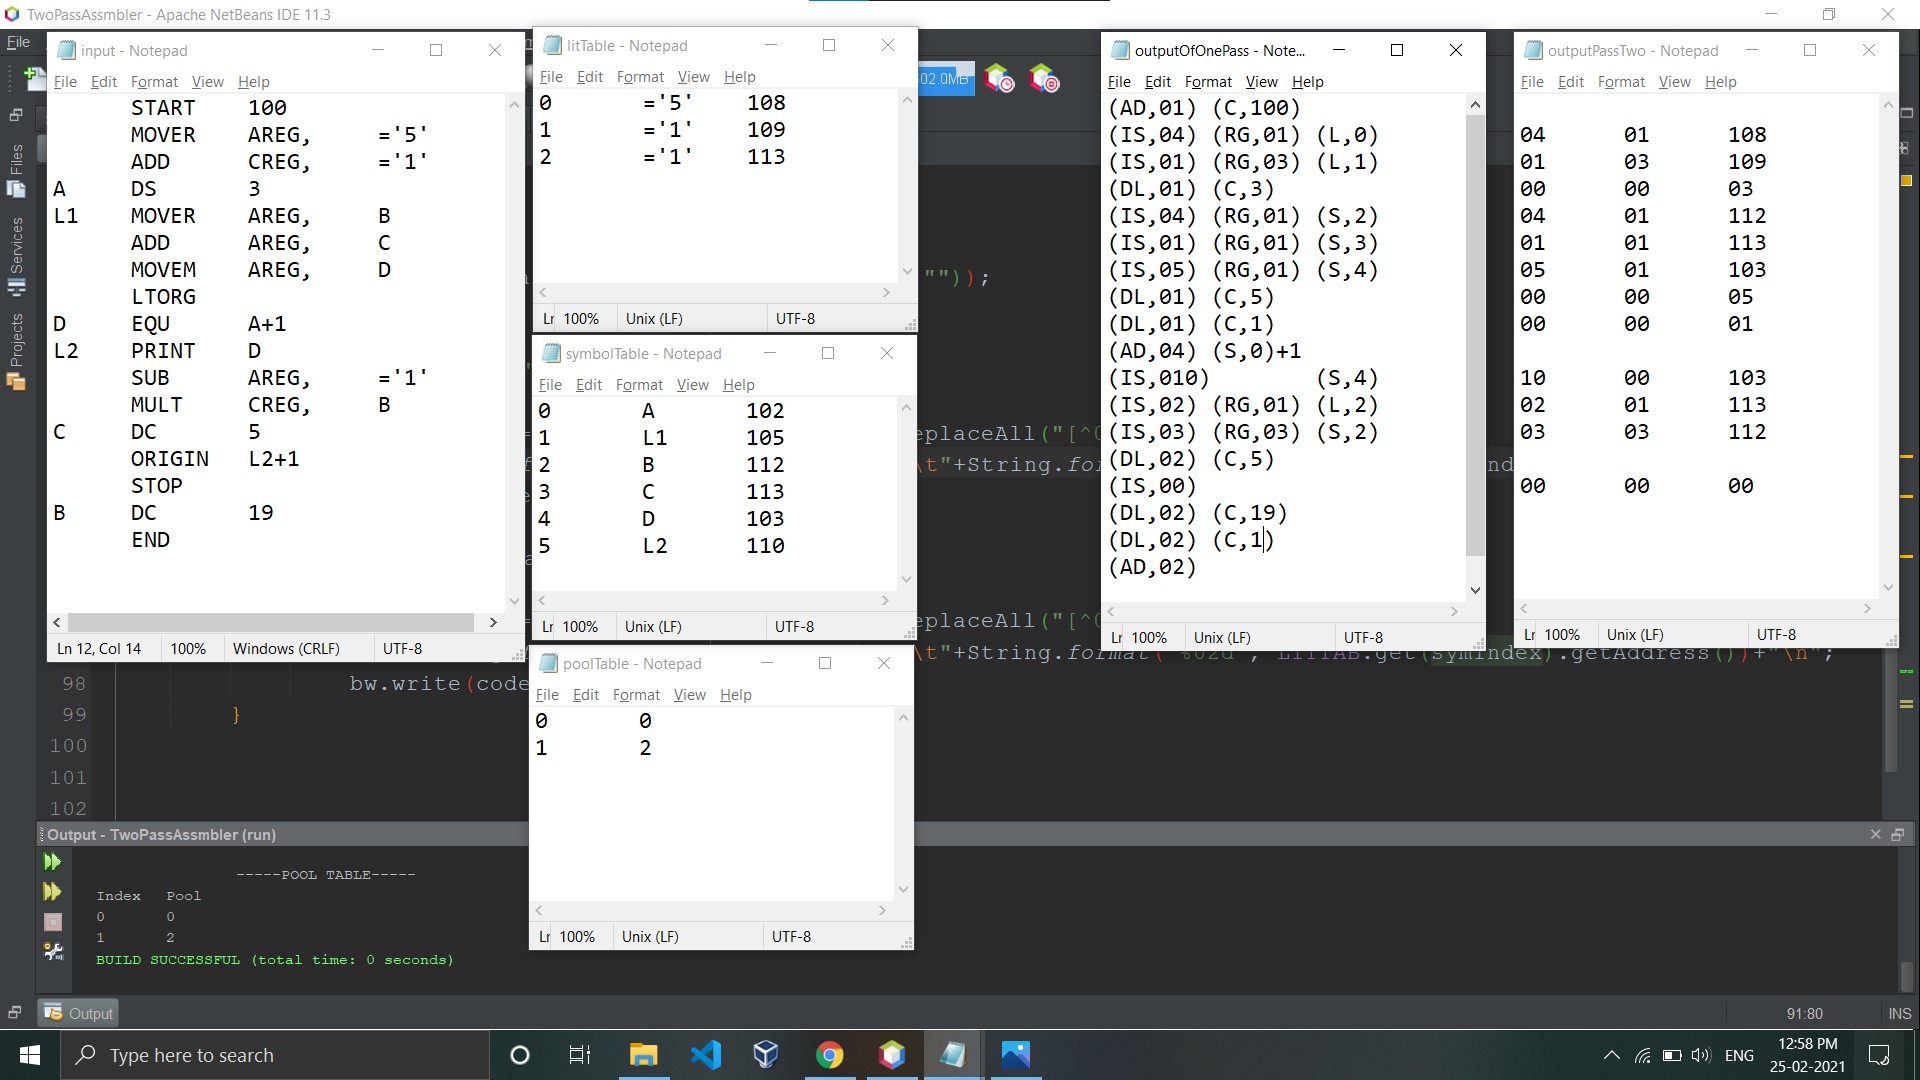 TwoPassAssmbler - Apache NetBeans IDE 11.3
File
input - Notepad
File Edit Format View Help
START 100
MOVER AREG, ='5'
ADD CREG, ='1'
A DS 3
L1 MOVER AREG, B
ADD AREG, C
MOVEM AREG, D
LTORG
D EQU A+1
L2 PRINT D
SUB AREG, ='1'
MULT CREG, B
C DC 5
ORIGIN L2+1
STOP
B DC 19
END
Ln 12, Col 14 100% Windows (CRLF) UTF-8
litTable - Notepad
File Edit Format View Help
0 ='5' 108
1 ='1' 109
2 ='1' 113
Lr 100% Unix (LF) UTF-8
symbolTable - Notepad
File Edit Format View Help
0 A 102
1 L1 105
2 B 112
3 C 113
4 D 103
5 L2 110
Lr 100% Unix (LF) UTF-8
poolTable - Notepad
File Edit Format View Help
0 0
1 2
Lr 100% Unix (LF) UTF-8
02.0MB
outputOfOnePass - Note...
File Edit Format View Help
(AD,01) (C,100)
(IS,04) (RG,01) (L,0)
(IS,01) (RG,03) (L,1)
(DL,01) (C,3)
(IS,04) (RG,01) (S,2)
(IS,01) (RG,01) (S,3)
(IS,05) (RG,01) (S,4)
(DL,01) (C,5)
(DL,01) (C,1)
(AD,04) (S,0)+1
(IS,010) (S,4)
(IS,02) (RG,01) (L,2)
(IS,03) (RG,03) (S,2)
(DL,02) (C,5)
(IS,00)
(DL,02) (C,19)
(DL,02) (C,1)
(AD,02)
Lr 100% Unix (LF) UTF-8
outputPassTwo - Notepad
File Edit Format View Help
04 01 108
01 03 109
00 00 03
04 01 112
01 01 113
05 01 103
00 00 05
00 00 01
10 00 103
02 01 113
03 03 112
00 00 00
Lr 100% Unix (LF) UTF-8
Files
Services
Projects
""));
eplaceAll("[^0
\t"+String.for
nd
eplaceAll("[^0
\t"+String.format("%02d", LITTAB.get(symIndex).getAddress())+"\n";
98 bw.write(code
99 }
100
101
102
Output - TwoPassAssmbler (run)
-----POOL TABLE-----
Index Pool
0 0
1 2
BUILD SUCCESSFUL (total time: 0 seconds)
Output
91:80 INS
Type here to search
ENG
12:58 PM
25-02-2021